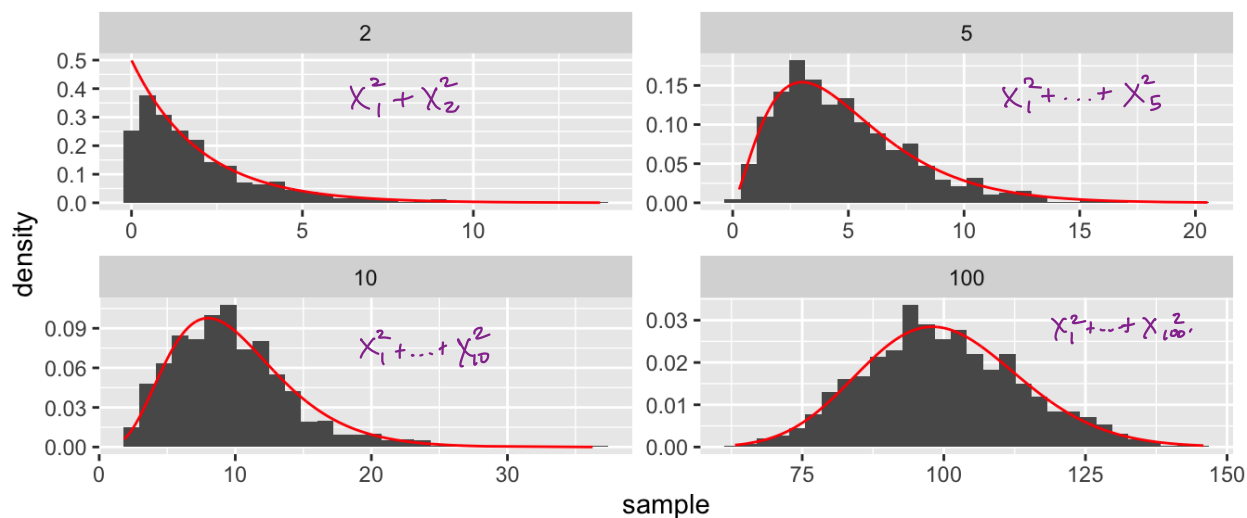 2
5
0.5
0.4
0.3
0.2
0.1
0.0
X₁² + X₂²
0.15
0.10
0.05
0.00
X₁² + ... + X₅²
0 5 10
0 5 10 15 20
density
10
100
0.09
0.06
0.03
0.00
X₁² + ... + X₁₀²
0.03
0.02
0.01
0.00
X₁² + ... + X₁₀₀².
0 10 20 30
75 100 125 150
sample